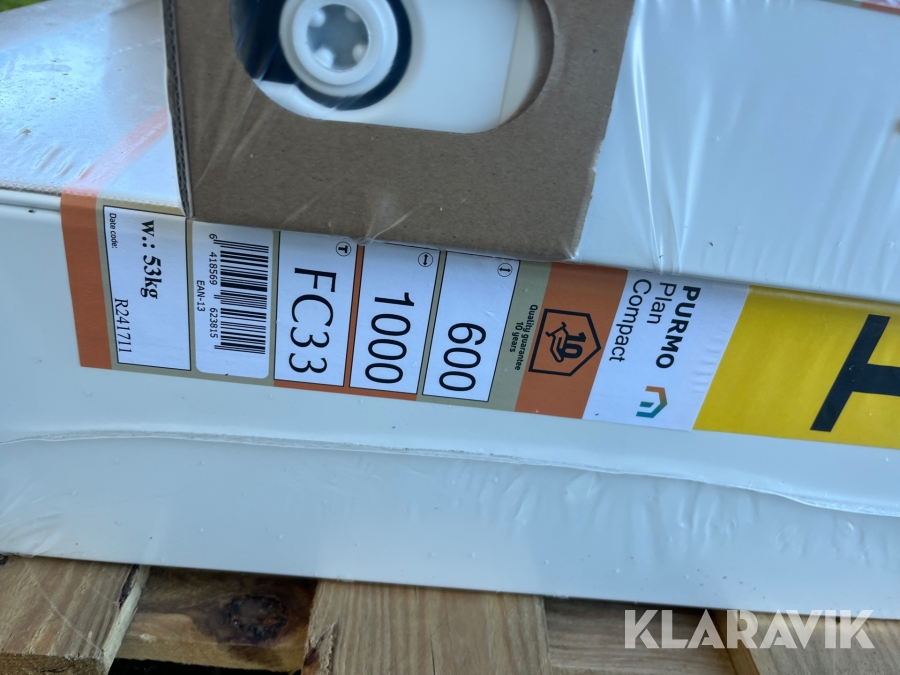 PURMO
Plan
Compact
10
Quality guarantee
10 years
600
1000
T
FC33
6 418569 623815
EAN-13
w.: 53kg
Date code:
R241711
KLARAVIK